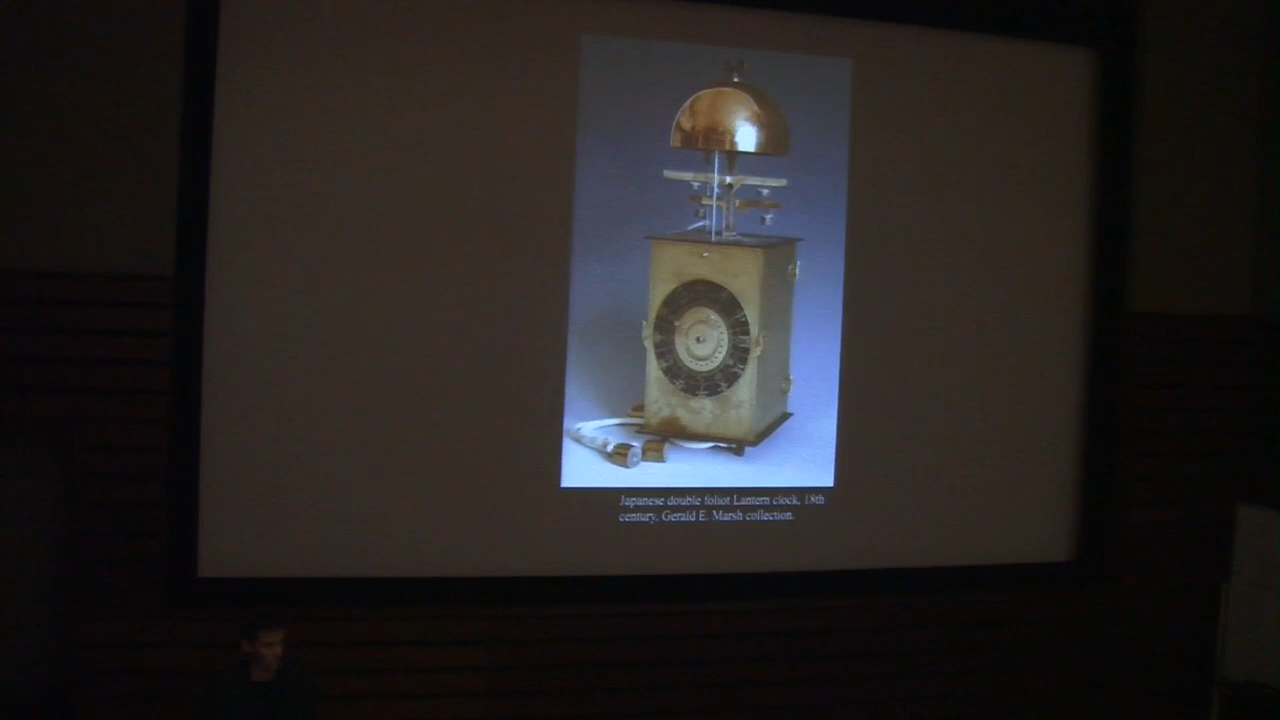 Japanese double foliot Lantern clock, 18th
century, Gerald E. Marsh collection.